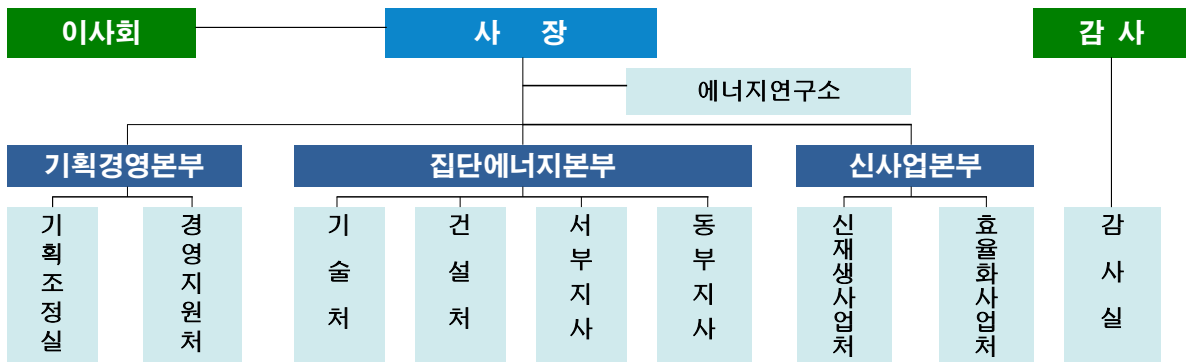 이사회
사 장
감 사
에너지연구소
기획경영본부
집단에너지본부
신사업본부
기획조정실
경영지원처
기술처
건설처
서부지사
동부지사
신재생사업처
효율화사업처
감사실